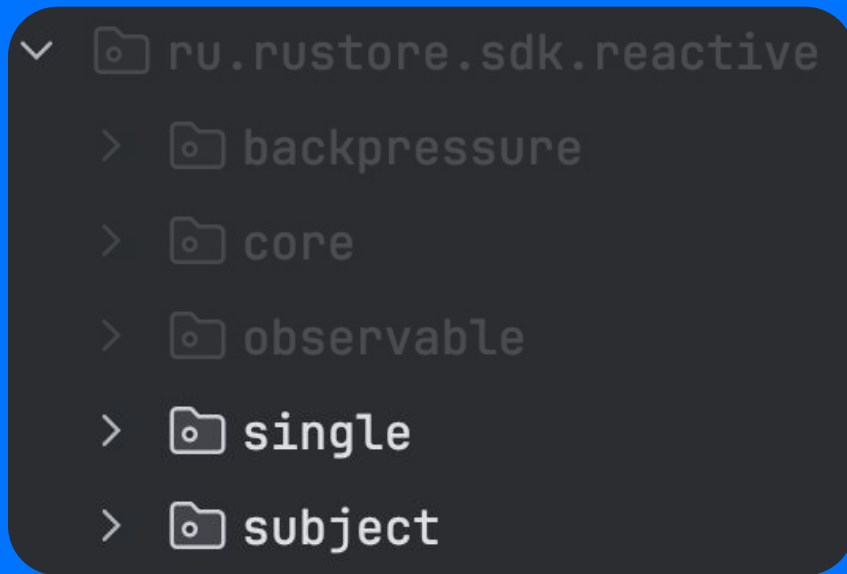 ru.rustore.sdk.reactive
backpressure
core
observable
single
subject